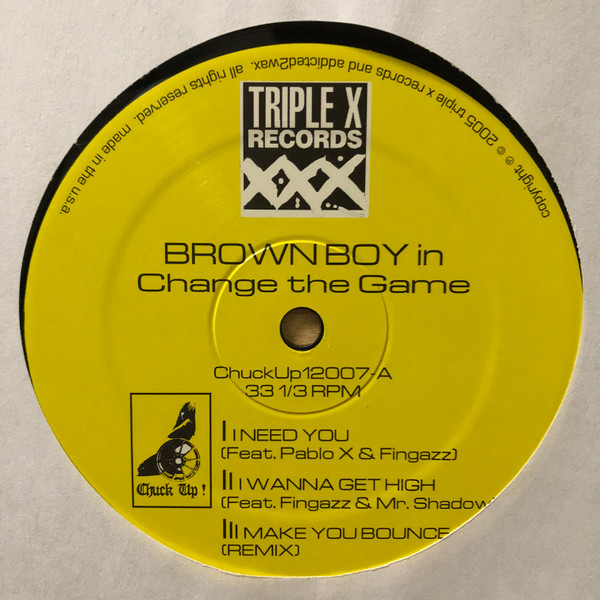 copyright ℗ © 2005 triple x records and addicted2wax. all rights reserved. made in the u.s.a.
TRIPLE X
RECORDS
XXX
BROWN BOY in
Change the Game
ChuckUp12007-A
33 1/3 RPM
Chuck Up !
I I NEED YOU
(Feat. Pablo X & Fingazz)
II I WANNA GET HIGH
(Feat. Fingazz & Mr. Shadow)
III MAKE YOU BOUNCE
(REMIX)